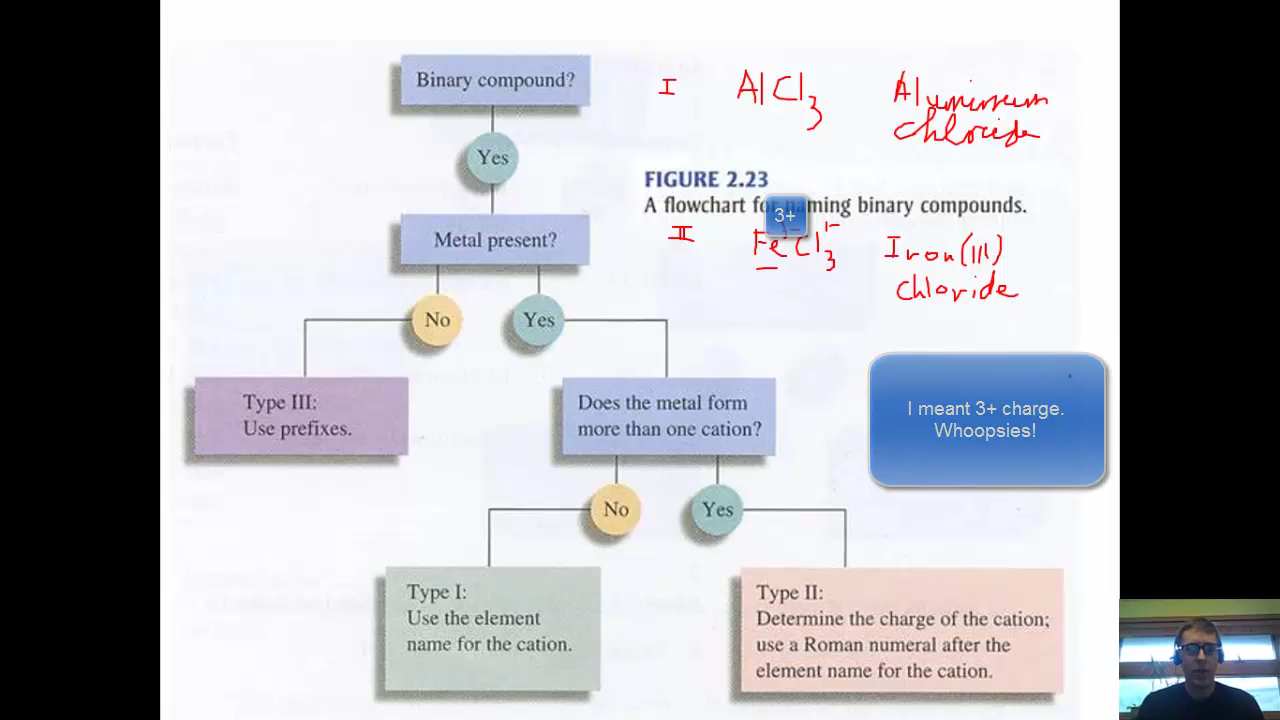 Binary compound?
I AlCl3 Aluminum
chloride
Yes
FIGURE 2.23
A flowchart for naming binary compounds.
3+
Metal present?
II FeCl3 1- Iron(III)
chloride
No Yes
Type III:
Use prefixes.
Does the metal form
more than one cation?
I meant 3+ charge.
Whoopsies!
No Yes
Type I:
Use the element
name for the cation.
Type II:
Determine the charge of the cation;
use a Roman numeral after the
element name for the cation.